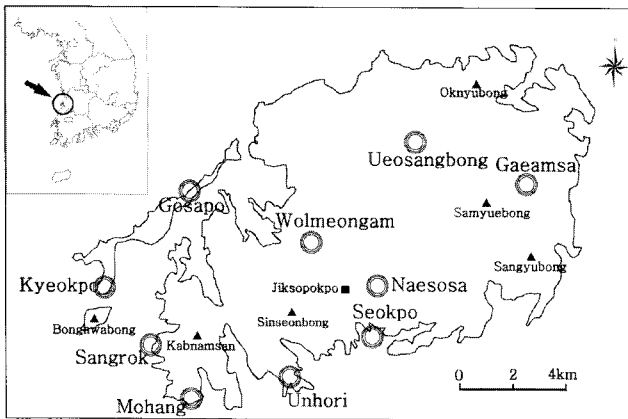 Oknyubong
Ueosangbong
Gaeamsa
Gosapo
Samyuebong
Wolmeongam
Sangyubong
Kyeokpo
Jiksopokpo
Naesosa
Bongwabong
Sinseonbong
Seokpo
Sangrok
Kabnamsan
Unhori
Mohang
0 2 4km